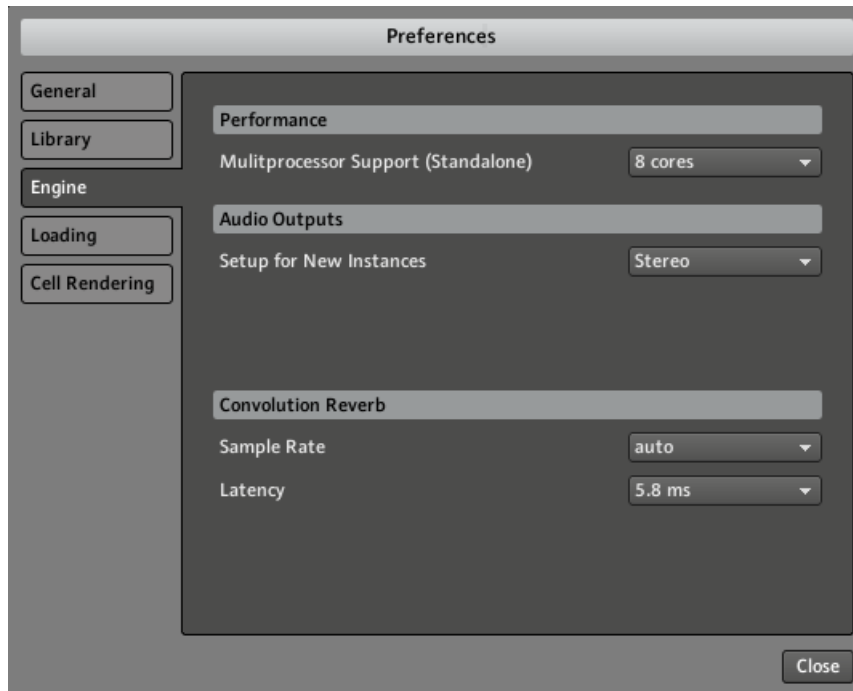 Preferences
General
Library
Engine
Loading
Cell Rendering
Performance
Mulitprocessor Support (Standalone) 8 cores
Audio Outputs
Setup for New Instances Stereo
Convolution Reverb
Sample Rate auto
Latency 5.8 ms
Close